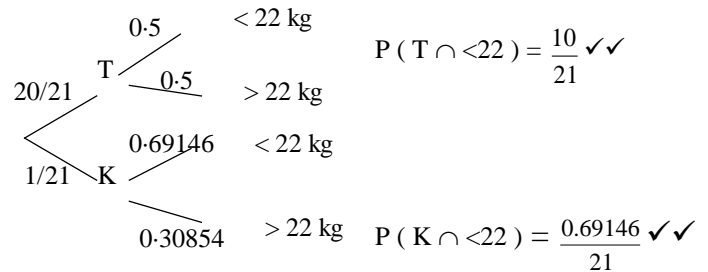 0·5 < 22 kg
P ( T ∩ <22 ) = 10/21 ✓✓
T
20/21 0·5 > 22 kg
0·69146 < 22 kg
1/21 K
0·30854 > 22 kg P ( K ∩ <22 ) = 0.69146/21 ✓✓